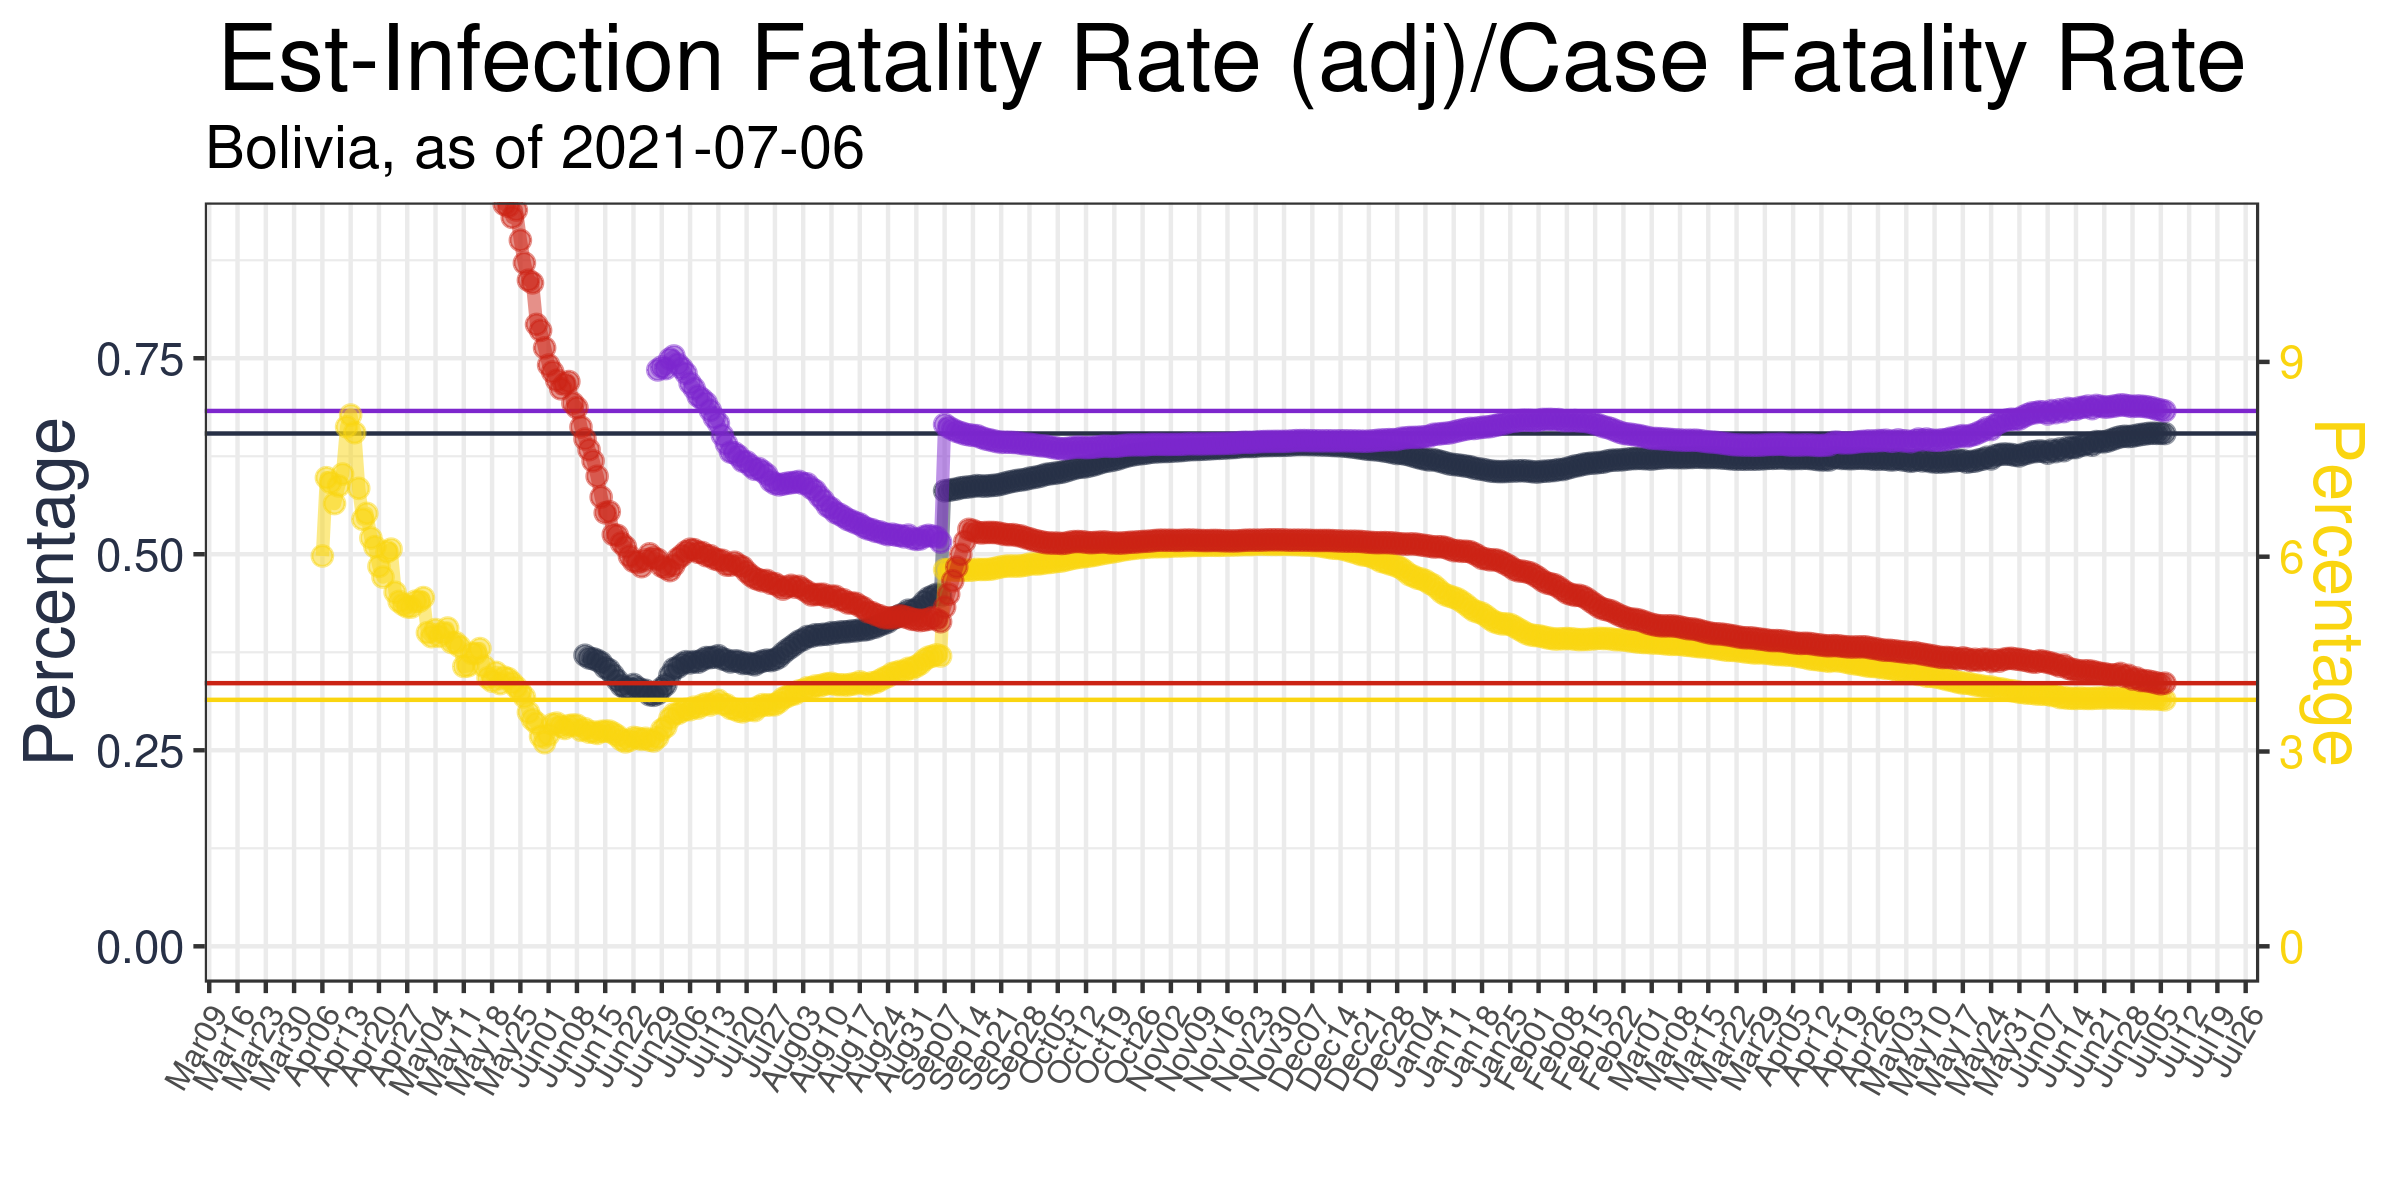 Est-Infection Fatality Rate (adj)/Case Fatality Rate
Bolivia, as of 2021-07-06
Percentage
0.75
0.50
0.25
0.00
9
6
3
0
Percentage
Mar09
Mar16
Mar23
Mar30
Apr06
Apr13
Apr20
Apr27
May04
May11
May18
May25
Jun01
Jun08
Jun15
Jun22
Jun29
Jul06
Jul13
Jul20
Jul27
Aug03
Aug10
Aug17
Aug24
Aug31
Sep07
Sep14
Sep21
Sep28
Oct05
Oct12
Oct19
Oct26
Nov02
Nov09
Nov16
Nov23
Nov30
Dec07
Dec14
Dec21
Dec28
Jan04
Jan11
Jan18
Jan25
Feb01
Feb08
Feb15
Feb22
Mar01
Mar08
Mar15
Mar22
Mar29
Apr05
Apr12
Apr19
Apr26
May03
May10
May17
May24
May31
Jun07
Jun14
Jun21
Jun28
Jul05
Jul12
Jul19
Jul26